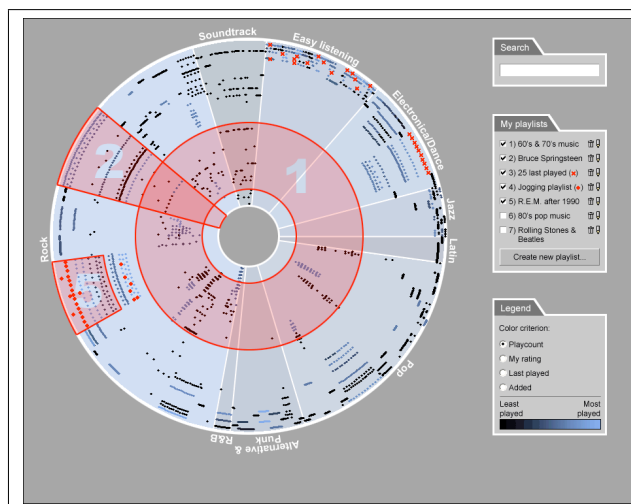 Soundtrack
Easy listening
Electronica/Dance
Jazz
Latin
Pop
Alternative &
Punk
R&B
Rock
1
2
Search
My playlists
1) 60's & 70's music
2) Bruce Springsteen
3) 25 last played (×)
4) Jogging playlist (♦)
5) R.E.M. after 1990
6) 80's pop music
7) Rolling Stones &
Beatles
Create new playlist...
Legend
Color criterion:
Playcount
My rating
Last played
Added
Least played
Most played